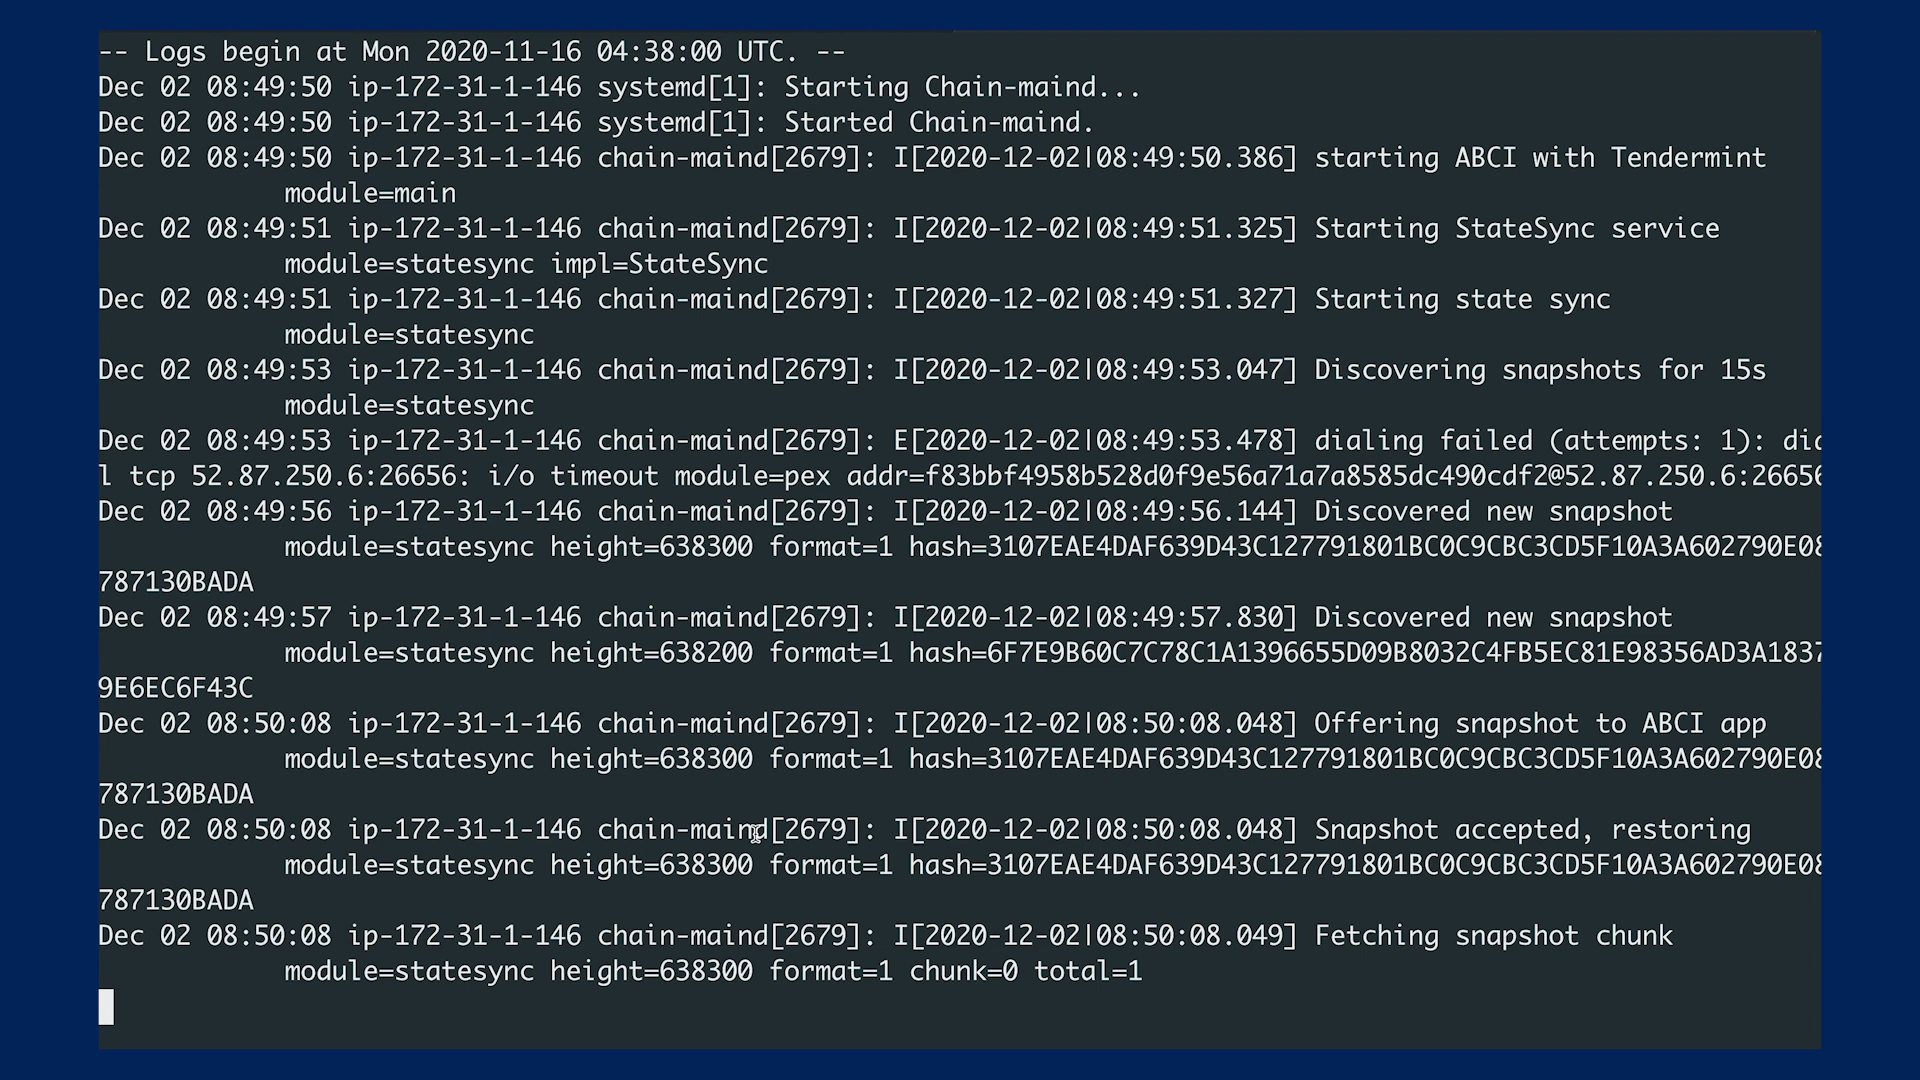 -- Logs begin at Mon 2020-11-16 04:38:00 UTC. --
Dec 02 08:49:50 ip-172-31-1-146 systemd[1]: Starting Chain-maind...
Dec 02 08:49:50 ip-172-31-1-146 systemd[1]: Started Chain-maind.
Dec 02 08:49:50 ip-172-31-1-146 chain-maind[2679]: I[2020-12-02|08:49:50.386] starting ABCI with Tendermint
module=main
Dec 02 08:49:51 ip-172-31-1-146 chain-maind[2679]: I[2020-12-02|08:49:51.325] Starting StateSync service
module=statesync impl=StateSync
Dec 02 08:49:51 ip-172-31-1-146 chain-maind[2679]: I[2020-12-02|08:49:51.327] Starting state sync
module=statesync
Dec 02 08:49:53 ip-172-31-1-146 chain-maind[2679]: I[2020-12-02|08:49:53.047] Discovering snapshots for 15s
module=statesync
Dec 02 08:49:53 ip-172-31-1-146 chain-maind[2679]: E[2020-12-02|08:49:53.478] dialing failed (attempts: 1): dia
l tcp 52.87.250.6:26656: i/o timeout module=pex addr=f83bbf4958b528d0f9e56a71a7a8585dc490cdf2@52.87.250.6:26656
Dec 02 08:49:56 ip-172-31-1-146 chain-maind[2679]: I[2020-12-02|08:49:56.144] Discovered new snapshot
module=statesync height=638300 format=1 hash=3107EAE4DAF639D43C127791801BC0C9CBC3CD5F10A3A602790E08
787130BADA
Dec 02 08:49:57 ip-172-31-1-146 chain-maind[2679]: I[2020-12-02|08:49:57.830] Discovered new snapshot
module=statesync height=638200 format=1 hash=6F7E9B60C7C78C1A1396655D09B8032C4FB5EC81E98356AD3A1837
9E6EC6F43C
Dec 02 08:50:08 ip-172-31-1-146 chain-maind[2679]: I[2020-12-02|08:50:08.048] Offering snapshot to ABCI app
module=statesync height=638300 format=1 hash=3107EAE4DAF639D43C127791801BC0C9CBC3CD5F10A3A602790E08
787130BADA
Dec 02 08:50:08 ip-172-31-1-146 chain-maind[2679]: I[2020-12-02|08:50:08.048] Snapshot accepted, restoring
module=statesync height=638300 format=1 hash=3107EAE4DAF639D43C127791801BC0C9CBC3CD5F10A3A602790E08
787130BADA
Dec 02 08:50:08 ip-172-31-1-146 chain-maind[2679]: I[2020-12-02|08:50:08.049] Fetching snapshot chunk
module=statesync height=638300 format=1 chunk=0 total=1